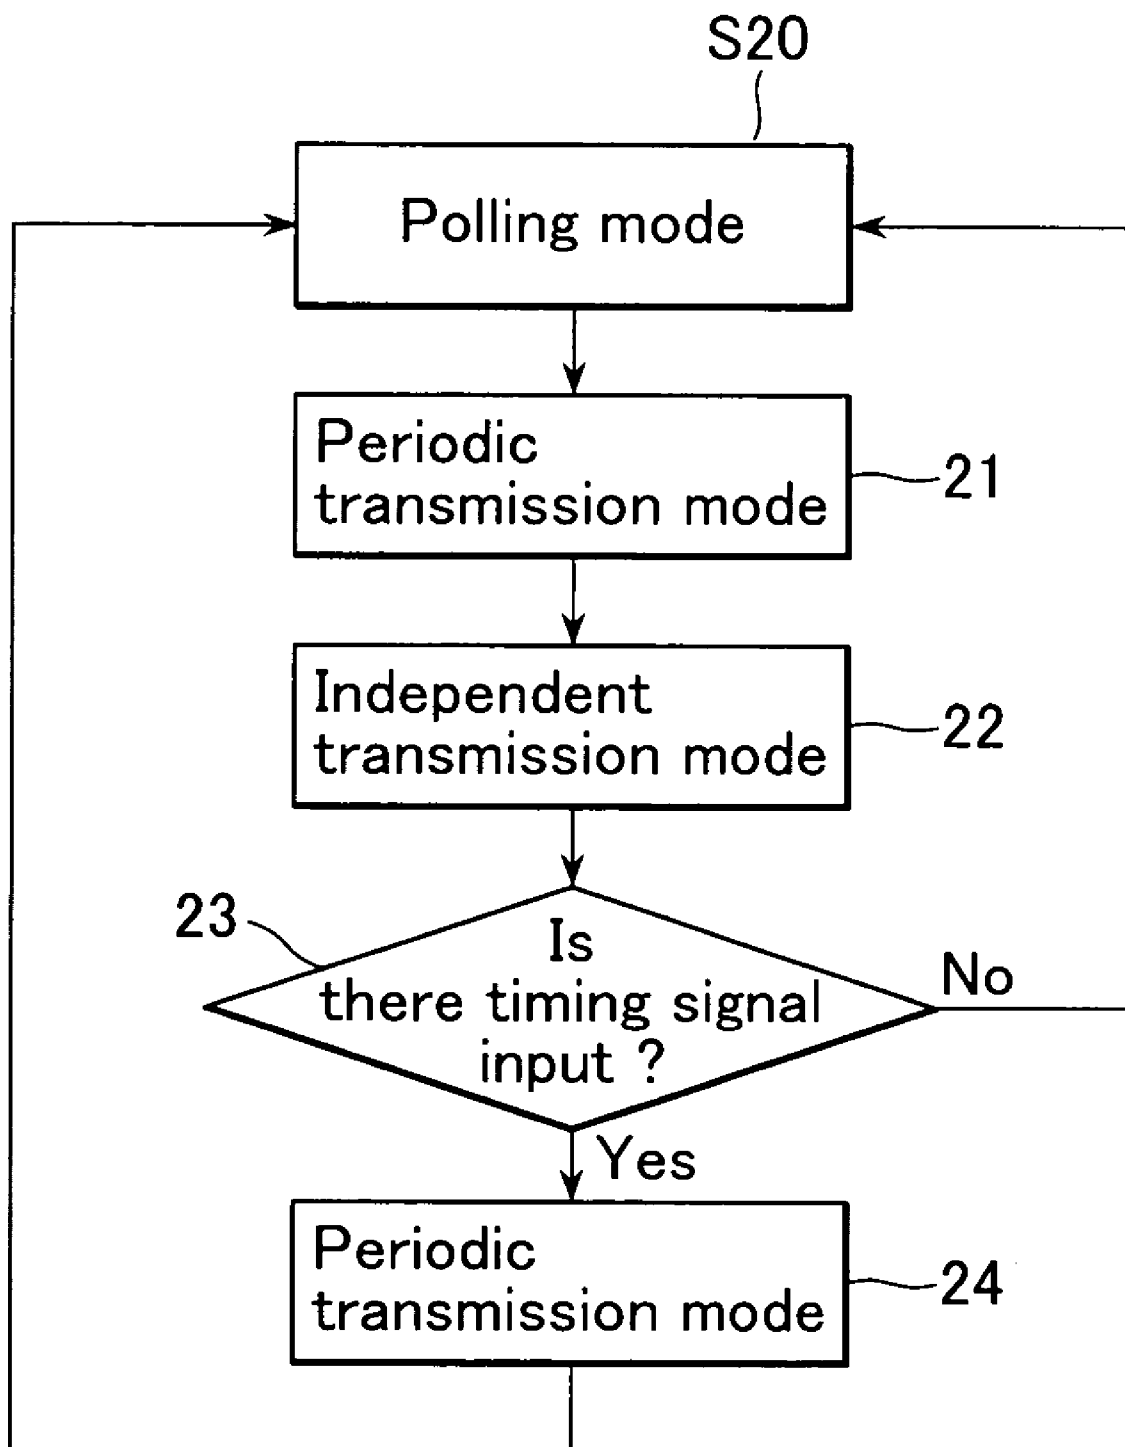 S20
Polling mode
Periodic
transmission mode
21
Independent
transmission mode
22
23
Is
there timing signal
input ?
No
Yes
Periodic
transmission mode
24